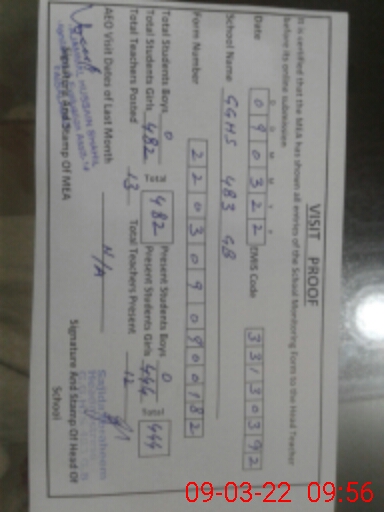 VISIT PROOF
It is certified that the MEA has shown all entries of the School Monitoring Form to the Head Teacher
before its online submission
D D M M Y Y
Date 0 9 0 3 2 2 EMIS Code 3 3 1 3 0 3 9 2
School Name GGHS 483 GB
Form Number 2 2 0 3 0 9 0 9 0 0 1 8 2
Total Students Boys 0 Present Students Boys 0
Total Students Girls 482 Total 482 Present Students Girls 444 Total 444
Total Teachers Posted 13 Total Teachers Present 12
AEO Visit Dates of Last Month N/A
Signature And Stamp Of MEA
Signature And Stamp Of Head Of
School
09-03-22 09:56